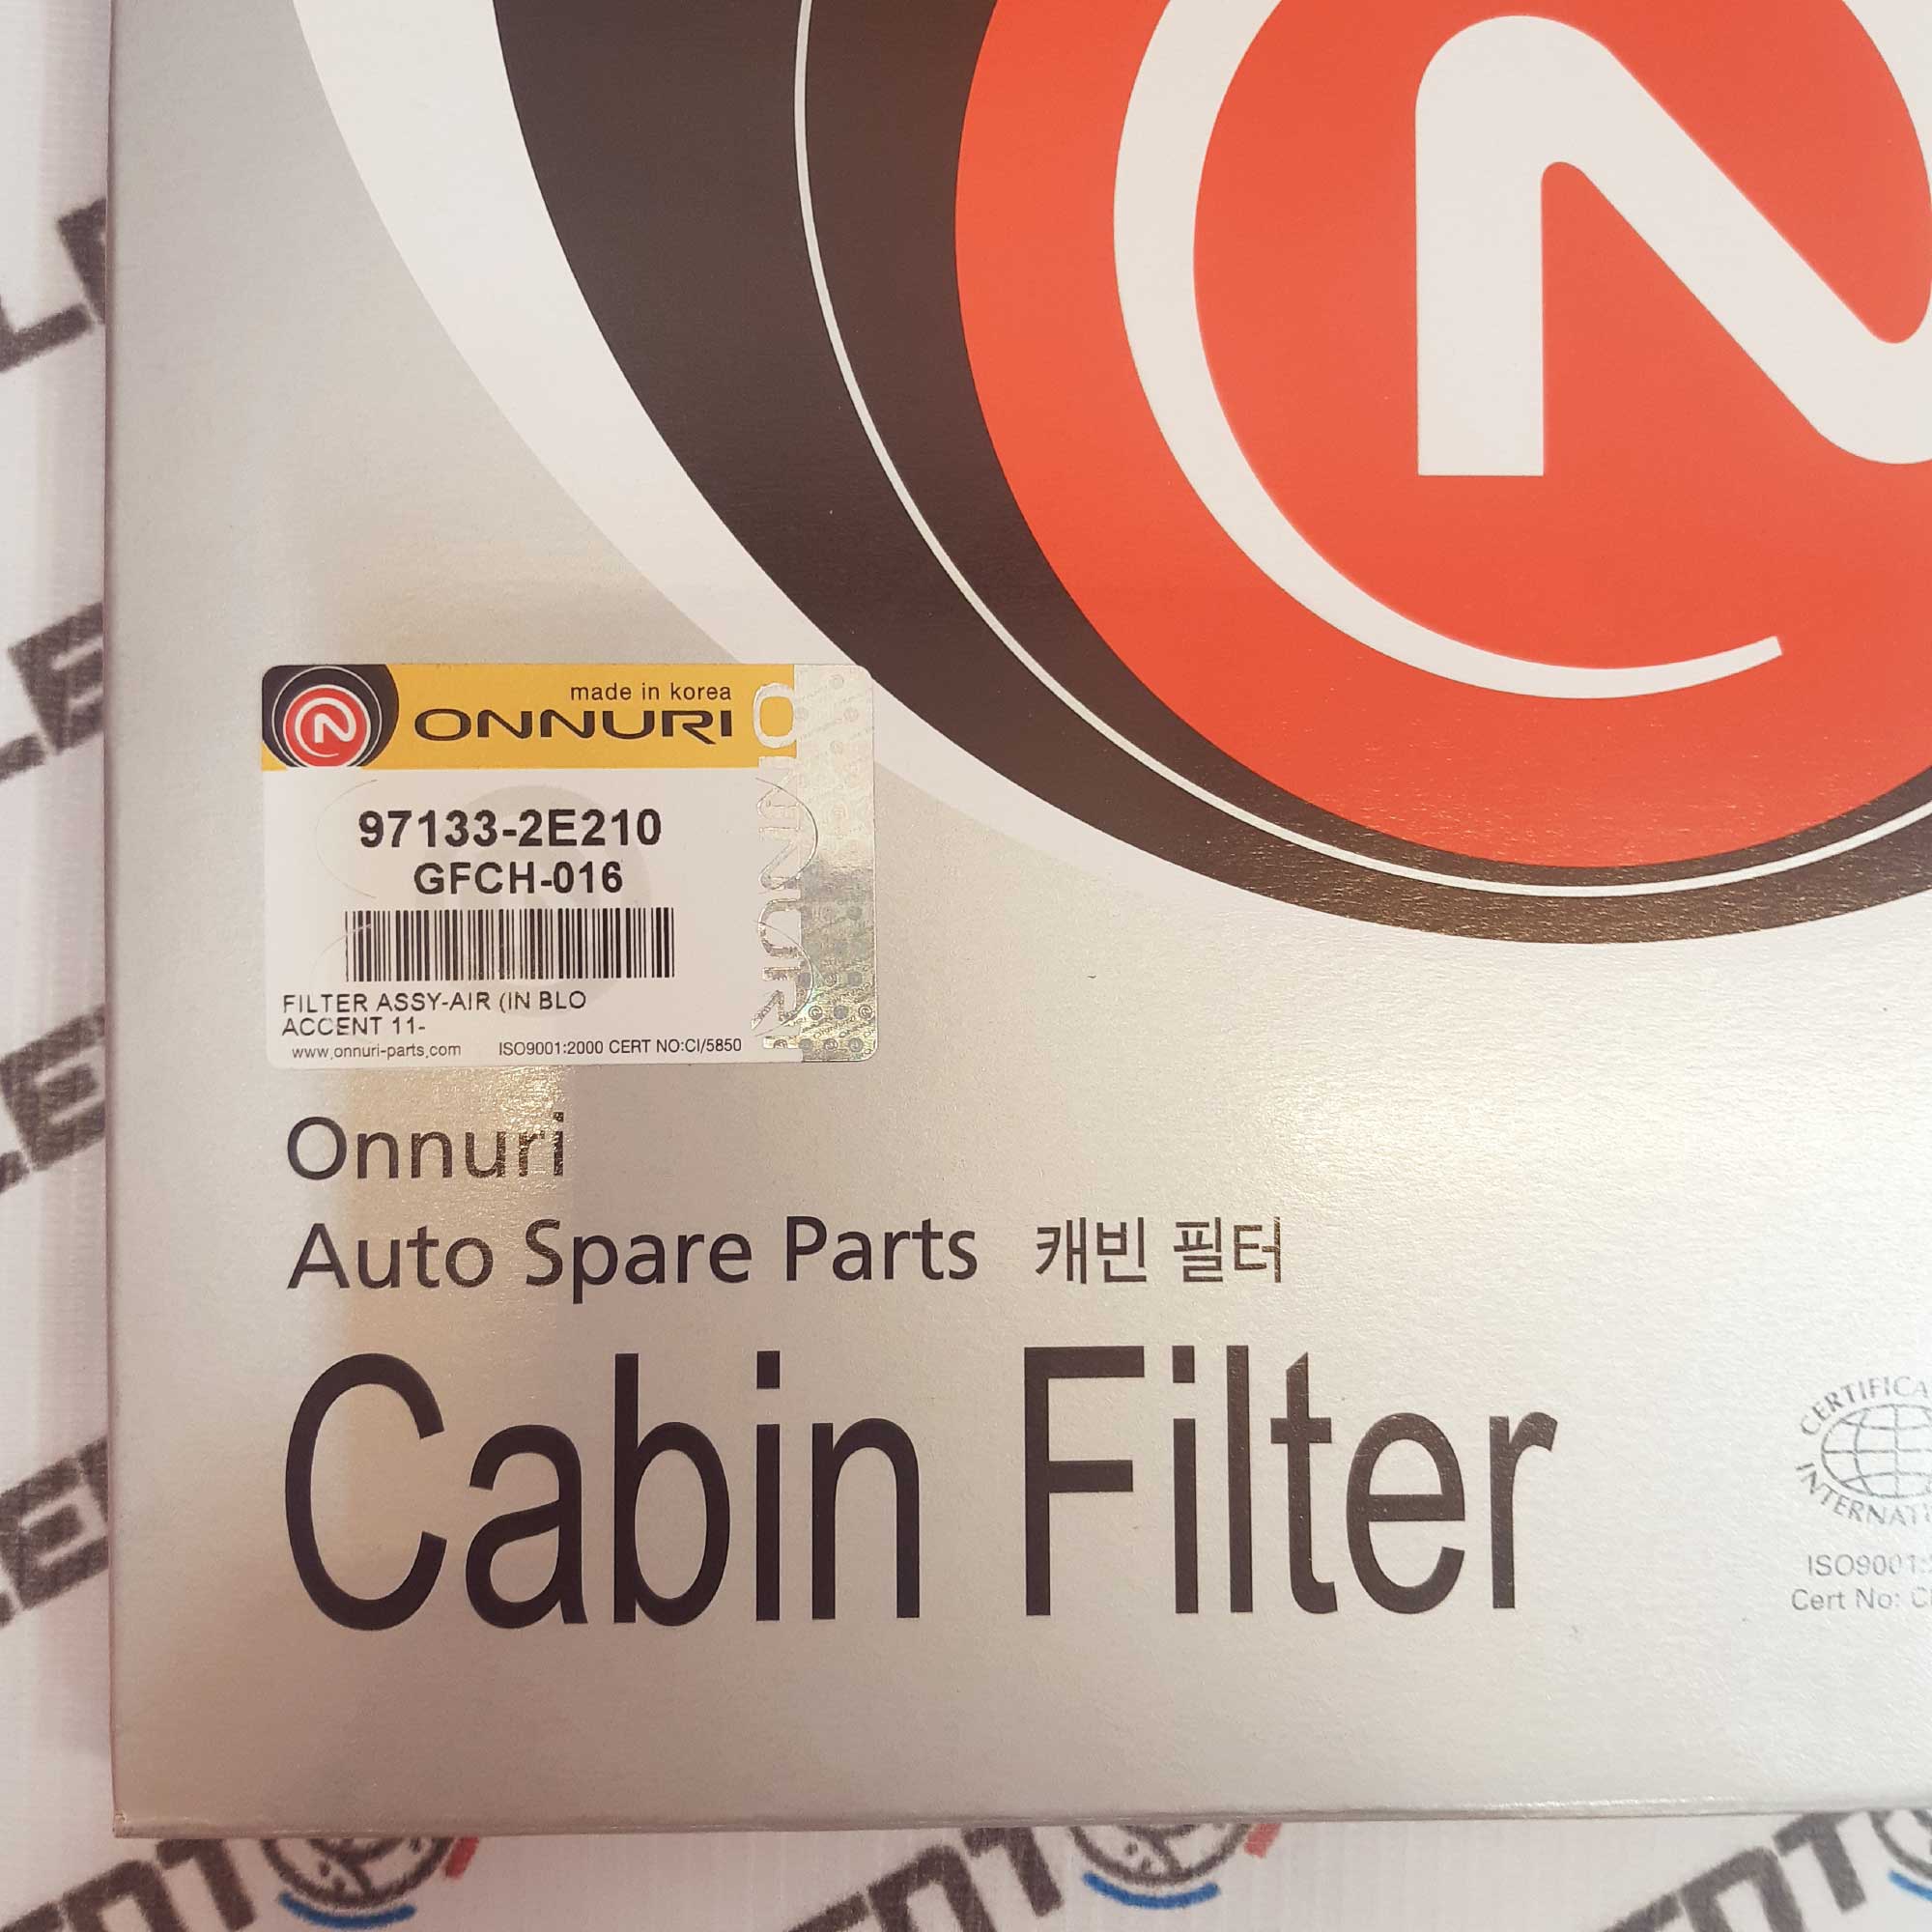 made in korea
ONNURI
97133-2E210
GFCH-016
FILTER ASSY-AIR (IN BLO
ACCENT 11-
www.onnuri-parts.com ISO9001:2000 CERT NO:CI/5850
ONNURI
Onnuri
Auto Spare Parts 캐빈 필터
Cabin Filter
ISO9001:
Cert No: